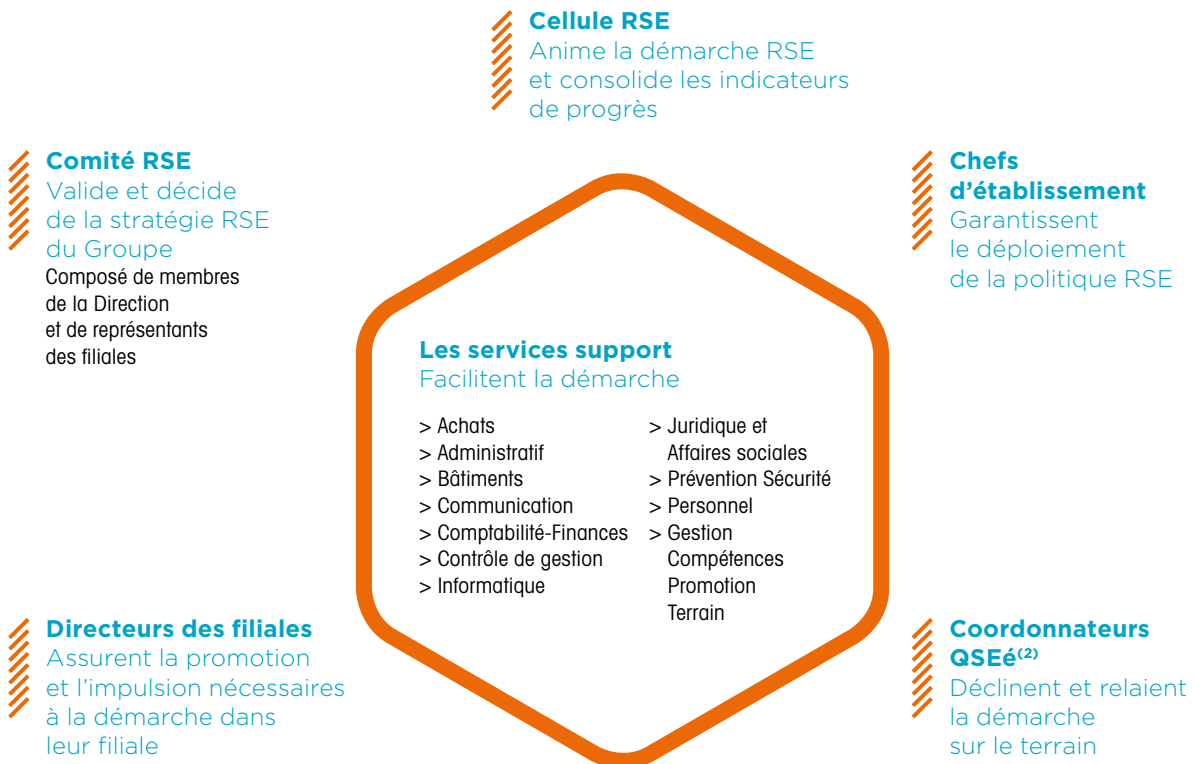 Cellule RSE
Anime la démarche RSE
et consolide les indicateurs
de progrès
Comité RSE
Valide et décide
de la stratégie RSE
du Groupe
Composé de membres
de la Direction
et de représentants
des filiales
Chefs
d'établissement
Garantissent
le déploiement
de la politique RSE
Les services support
Facilitent la démarche
> Achats
> Administratif
> Bâtiments
> Communication
> Comptabilité-Finances
> Contrôle de gestion
> Informatique
> Juridique et
Affaires sociales
> Prévention Sécurité
> Personnel
> Gestion
Compétences
Promotion
Terrain
Directeurs des filiales
Assurent la promotion
et l'impulsion nécessaires
à la démarche dans
leur filiale
Coordonnateurs
QSEé(2)
Déclinent et relaient
la démarche
sur le terrain